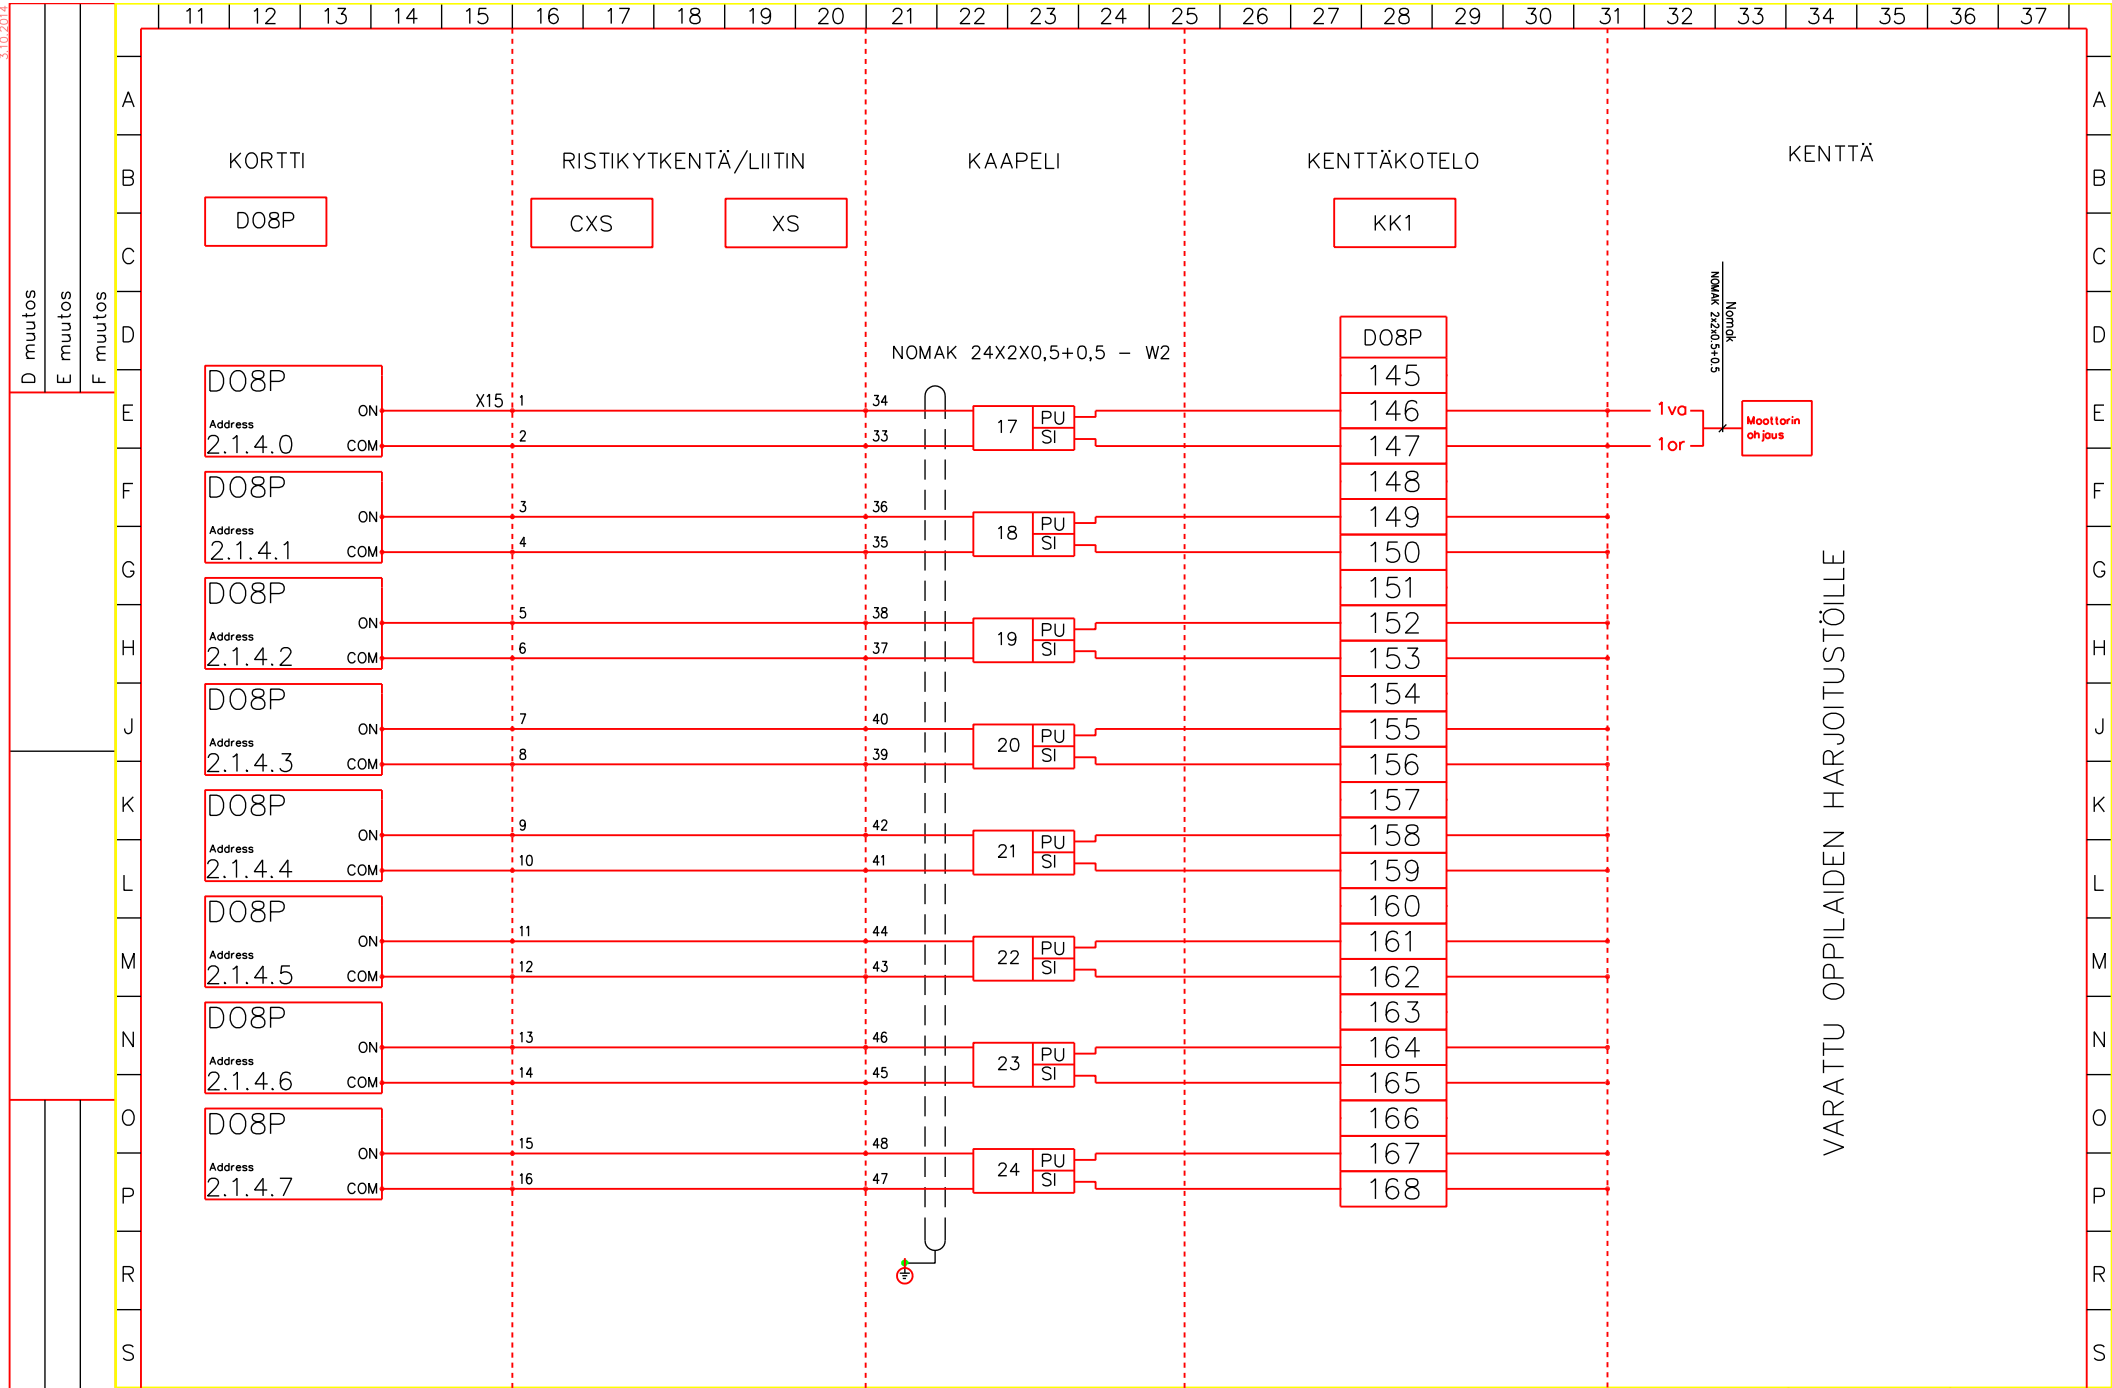 3.10.2014
11 12 13 14 15 16 17 18 19 20 21 22 23 24 25 26 27 28 29 30 31 32 33 34 35 36 37
D muutos
E muutos
F muutos
A A
B B
C C
D D
E E
F F
G G
H H
J J
K K
L L
M M
N N
O O
P P
R R
S S
KORTTI RISTIKYTKENTÄ/LIITIN KAAPELI KENTTÄKOTELO KENTTÄ
DO8P CXS XS KK1
NOMAK 24X2X0,5+0,5 - W2
Nomak
NOMAK 2x2x0.5+0.5
DO8P
145
DO8P
Address
2.1.4.0
ON X15 1 34 17 PU 146 1va
COM 2 33 SI 147 1or
Moottorin
ohjaus
148
DO8P
Address
2.1.4.1
ON 3 36 18 PU 149
COM 4 35 SI 150
151
DO8P
Address
2.1.4.2
ON 5 38 19 PU 152
COM 6 37 SI 153
154
DO8P
Address
2.1.4.3
ON 7 40 20 PU 155
COM 8 39 SI 156
157
DO8P
Address
2.1.4.4
ON 9 42 21 PU 158
COM 10 41 SI 159
160
DO8P
Address
2.1.4.5
ON 11 44 22 PU 161
COM 12 43 SI 162
163
DO8P
Address
2.1.4.6
ON 13 46 23 PU 164
COM 14 45 SI 165
166
DO8P
Address
2.1.4.7
ON 15 48 24 PU 167
COM 16 47 SI 168
VARATTU OPPILAIDEN HARJOITUSTÖILLE